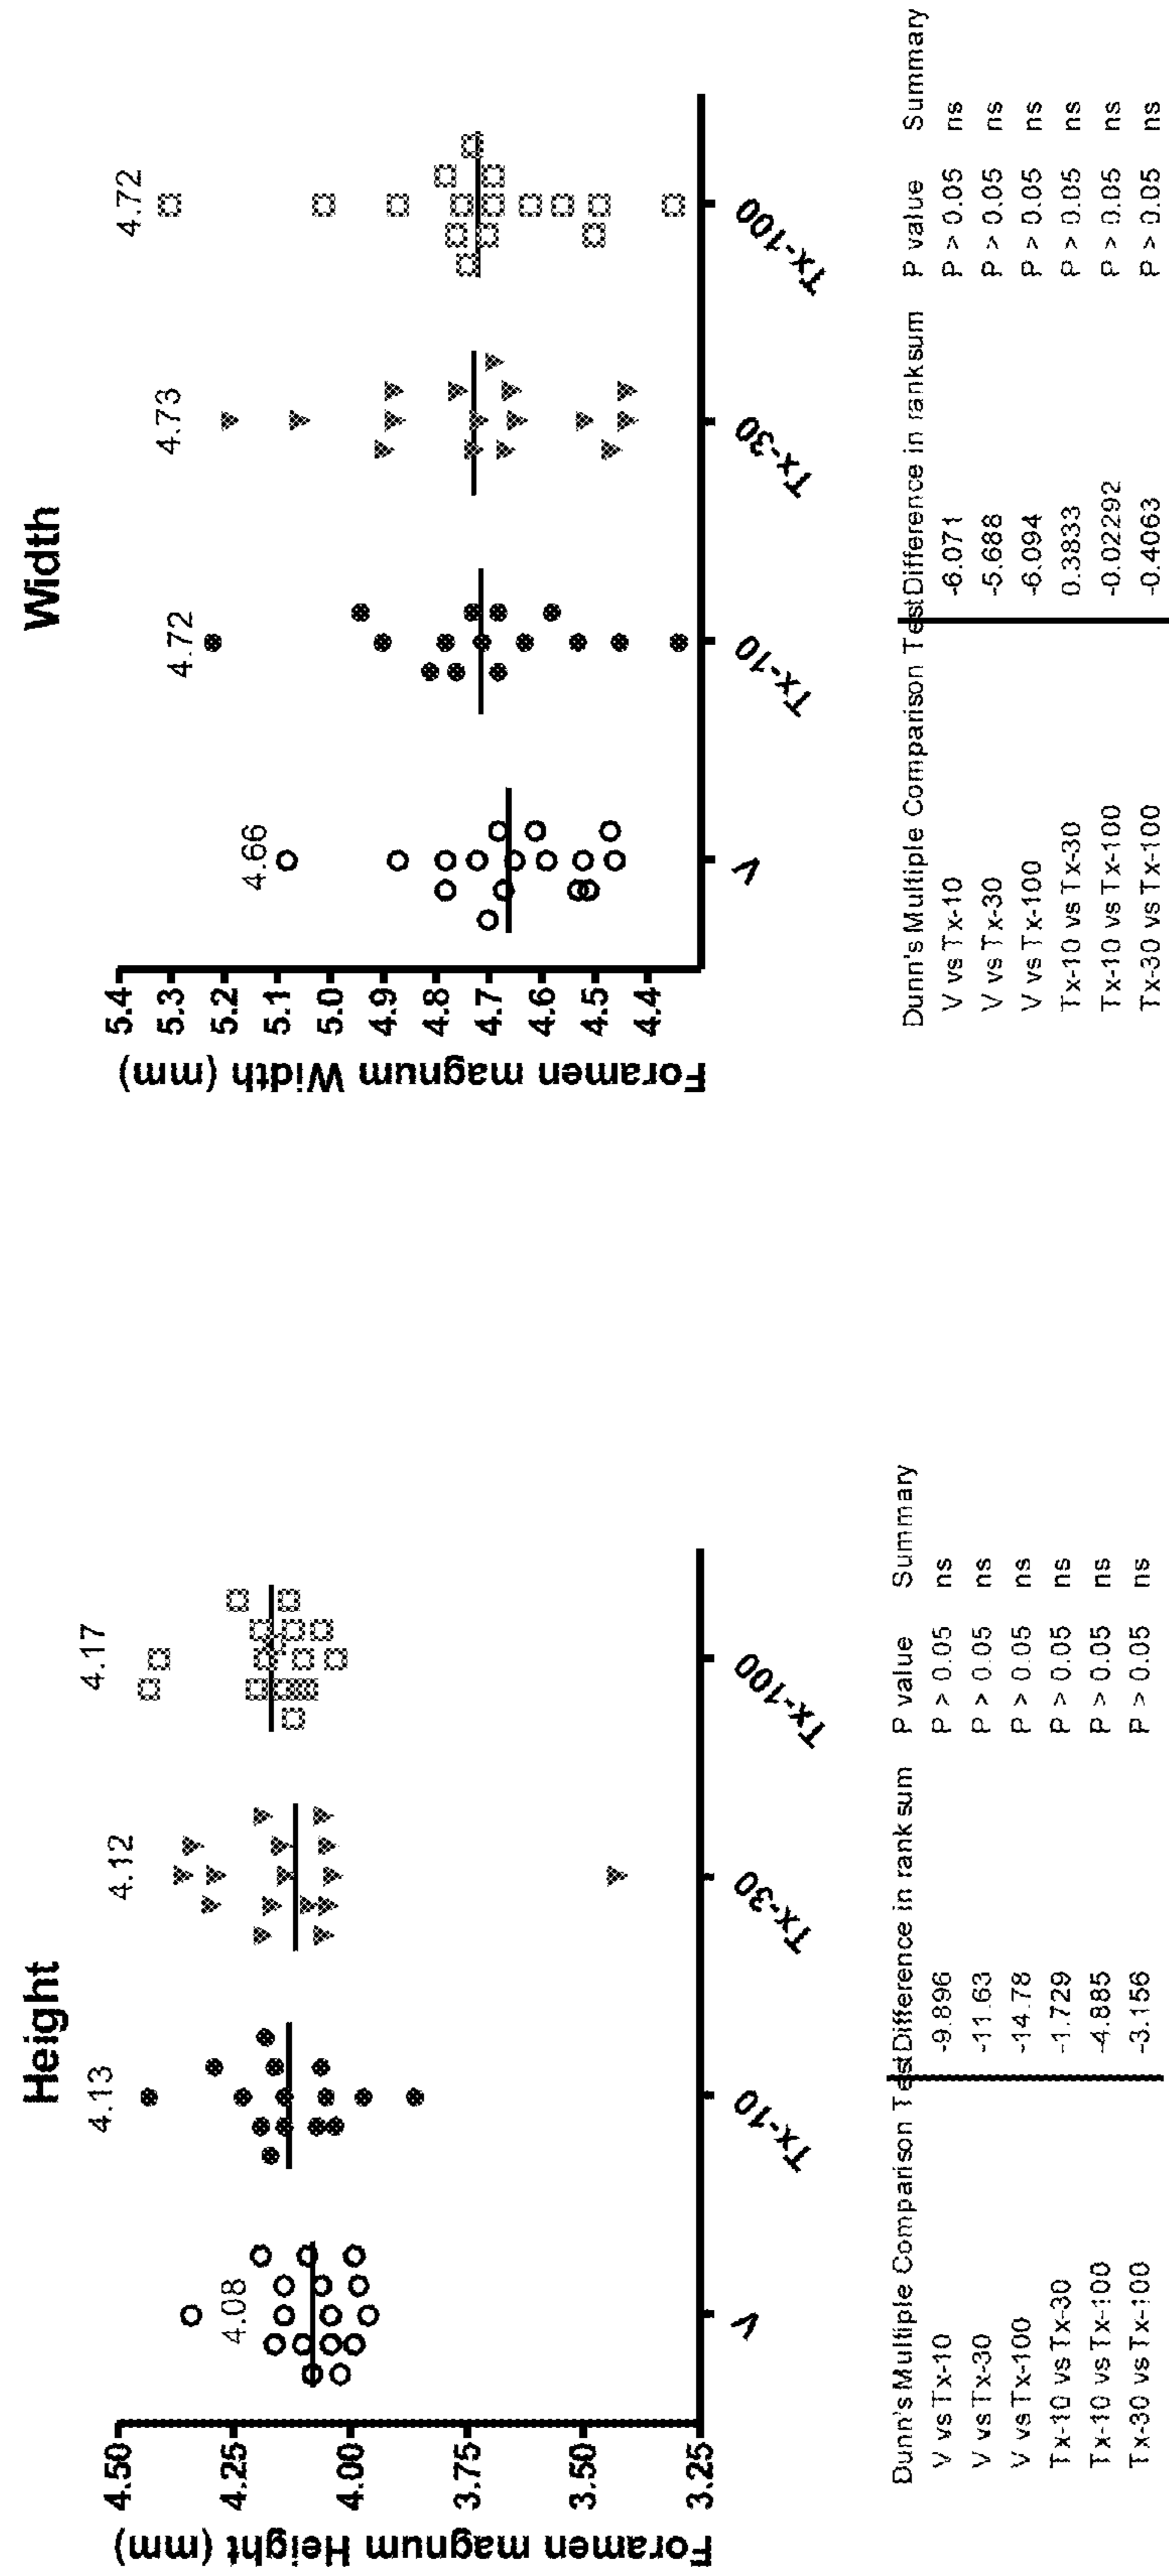 Height
4.50
4.25
4.00
3.75
3.50
3.25
Foramen magnum Height (mm)
4.08
4.13
4.12
4.17
V
Tx-10
Tx-30
Tx-100
Dunn's Multiple Comparison Test Difference in rank sum P value Summary
V vs Tx-10 -9.896 P > 0.05 ns
V vs Tx-30 -11.63 P > 0.05 ns
V vs Tx-100 -14.78 P > 0.05 ns
Tx-10 vs Tx-30 -1.729 P > 0.05 ns
Tx-10 vs Tx-100 -4.885 P > 0.05 ns
Tx-30 vs Tx-100 -3.156 P > 0.05 ns
Width
5.4
5.3
5.2
5.1
5.0
4.9
4.8
4.7
4.6
4.5
4.4
Foramen magnum Width (mm)
4.66
4.72
4.73
4.72
V
Tx-10
Tx-30
Tx-100
Dunn's Multiple Comparison Test Difference in rank sum P value Summary
V vs Tx-10 -6.071 P > 0.05 ns
V vs Tx-30 -5.688 P > 0.05 ns
V vs Tx-100 -6.094 P > 0.05 ns
Tx-10 vs Tx-30 0.3833 P > 0.05 ns
Tx-10 vs Tx-100 -0.02292 P > 0.05 ns
Tx-30 vs Tx-100 -0.4063 P > 0.05 ns